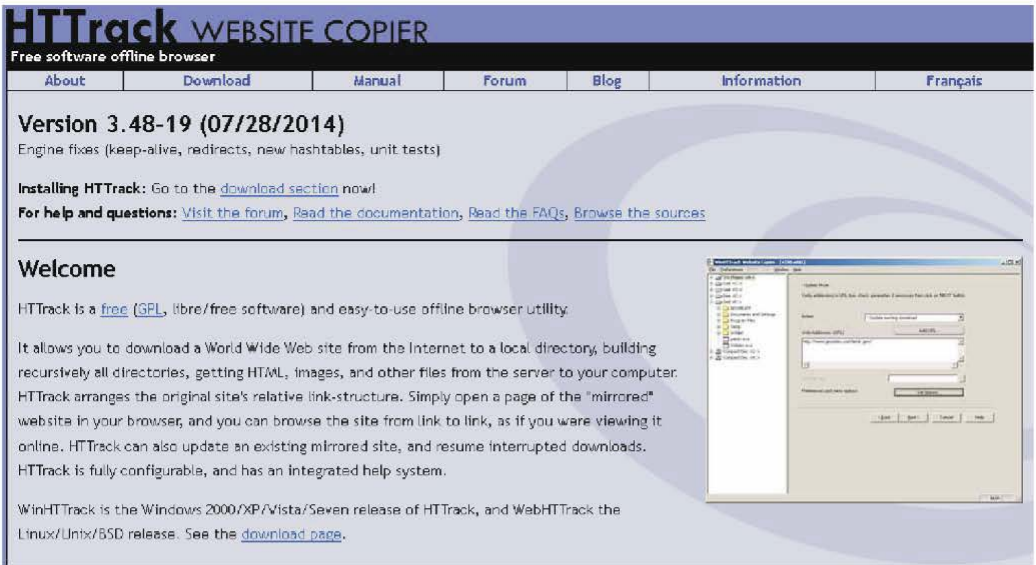 HTTrack WEBSITE COPIER
Free software offline browser
About Download Manual Forum Blog Information Français
Version 3.48-19 (07/28/2014)
Engine fixes (keep-alive, redirects, new hashtables, unit tests)
Installing HTTrack: Go to the download section now!
For help and questions: Visit the forum, Read the documentation, Read the FAQs, Browse the sources
Welcome
HTTrack is a free (GPL, libre/free software) and easy-to-use offline browser utility.
It allows you to download a World Wide Web site from the Internet to a local directory, building
recursively all directories, getting HTML, images, and other files from the server to your computer.
HTTrack arranges the original site's relative link-structure. Simply open a page of the "mirrored"
website in your browser, and you can browse the site from link to link, as if you were viewing it
online. HTTrack can also update an existing mirrored site, and resume interrupted downloads.
HTTrack is fully configurable, and has an integrated help system.
WinHTTrack is the Windows 2000/XP/Vista/Seven release of HTTrack, and WebHTTrack the
Linux/Unix/BSD release. See the download page.